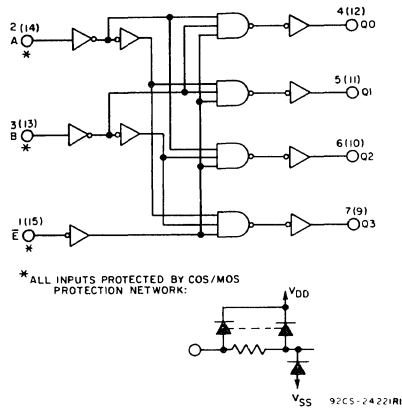 2 (14)
A
*
3 (13)
B
*
1 (15)
E̅
*
4 (12)
Q0
5 (11)
Q1
6 (10)
Q2
7 (9)
Q3
*ALL INPUTS PROTECTED BY COS/MOS
PROTECTION NETWORK:
VDD
VSS
92CS-24221R1